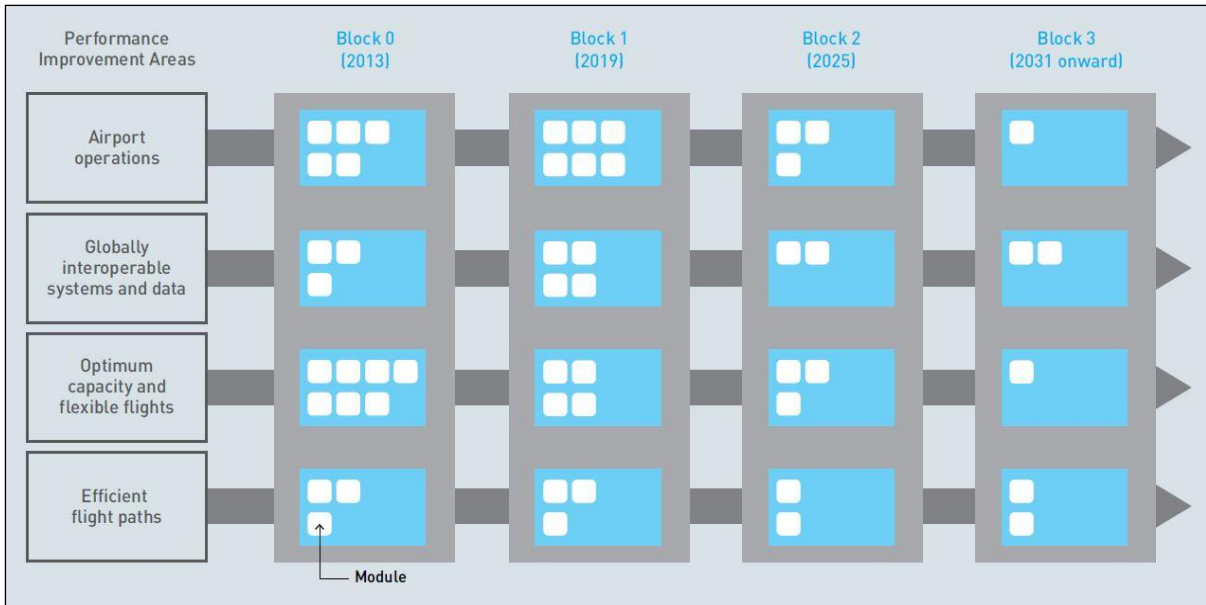 Performance
Improvement Areas
Block 0
(2013)
Block 1
(2019)
Block 2
(2025)
Block 3
(2031 onward)
Airport
operations
Globally
interoperable
systems and data
Optimum
capacity and
flexible flights
Efficient
flight paths
Module